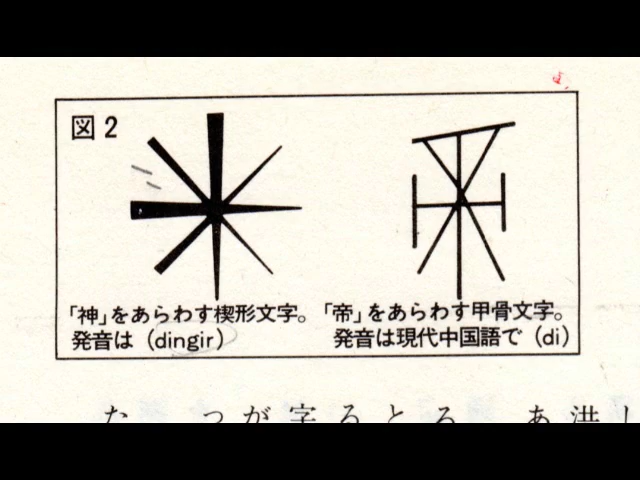 図2
「神」をあらわす楔形文字。
発音は(dingir)
「帝」をあらわす甲骨文字。
発音は現代中国語で(di)